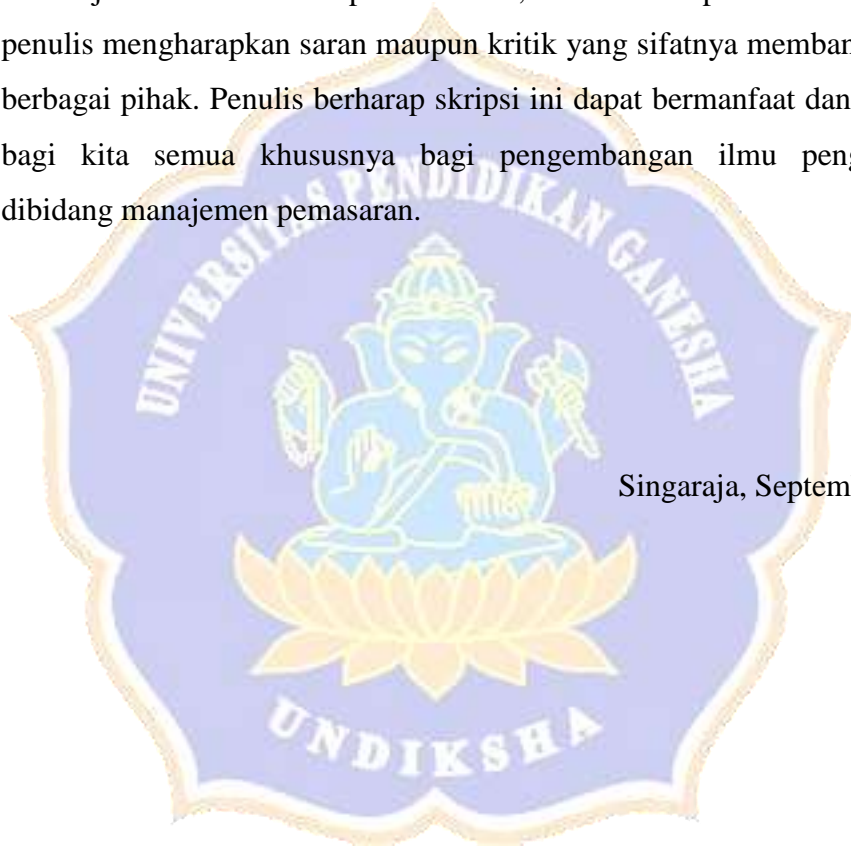 penulis mengharapkan saran maupun kritik yang sifatnya memban
berbagai pihak. Penulis berharap skripsi ini dapat bermanfaat dan
bagi kita semua khususnya bagi pengembangan ilmu peng
dibidang manajemen pemasaran.
UNIVERSITAS PENDIDIKAN GANESHA
Singaraja, Septem
UNDIKSHA